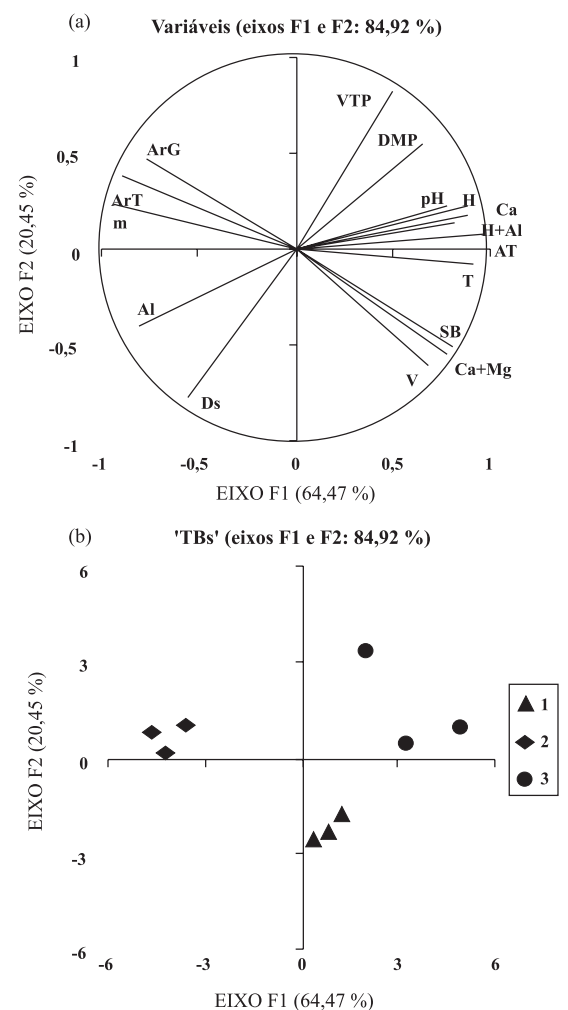 (a)
Variáveis (eixos F1 e F2: 84,92 %)
1
VTP
DMP
0,5
ArG
pH
H
ArT
Ca
m
H+Al
EIXO F2 (20,45 %)
0
AT
T
Al
SB
-0,5
Ca+Mg
V
Ds
-1
-1
-0,5
0
0,5
1
EIXO F1 (64,47 %)
(b)
'TBs' (eixos F1 e F2: 84,92 %)
6
3
1
2
3
EIXO F2 (20,45 %)
0
-3
-6
-6
-3
0
3
6
EIXO F1 (64,47 %)